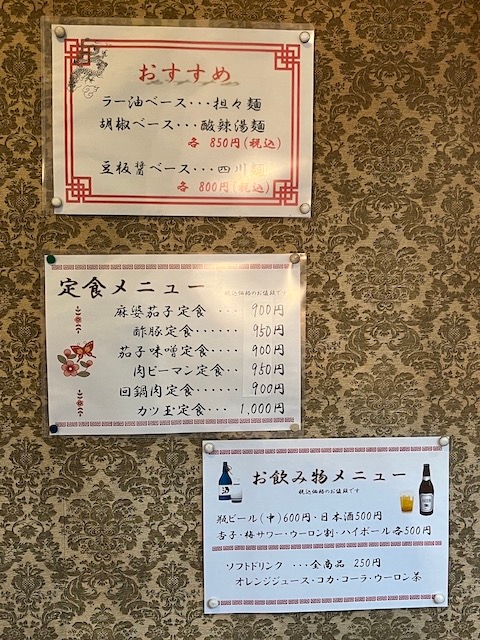 おすすめ
ラー油ベース・・・担々麺
胡椒ベース・・・酸辣湯麺
各 850円(税込)
豆板醤ベース・・・四川麺
各 800円(税込)
定食メニュー 税込価格のお値段です
麻婆茄子定食 ・・・ 900円
酢豚定食・・・・・・ 950円
茄子味噌定食・・・・ 900円
肉ピーマン定食・・ 950円
回鍋肉定食・・・・・・ 900円
カツ玉定食・・・ 1,000円
お飲み物メニュー
税込価格のお値段です
酒
瓶ビール(中)600円・日本酒500円
杏子・梅サワー・ウーロン割・ハイボール各500円
ソフトドリンク ・・・全商品 250円
オレンジジュース・コカ・コーラ・ウーロン茶